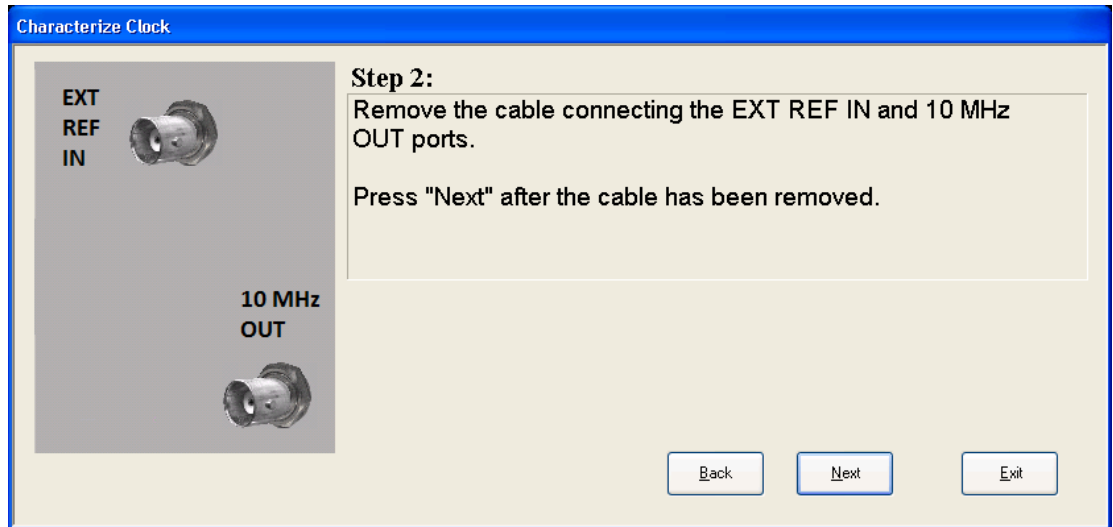 Characterize Clock
EXT
REF
IN
10 MHz
OUT
Step 2:
Remove the cable connecting the EXT REF IN and 10 MHz
OUT ports.
Press "Next" after the cable has been removed.
Back
Next
Exit